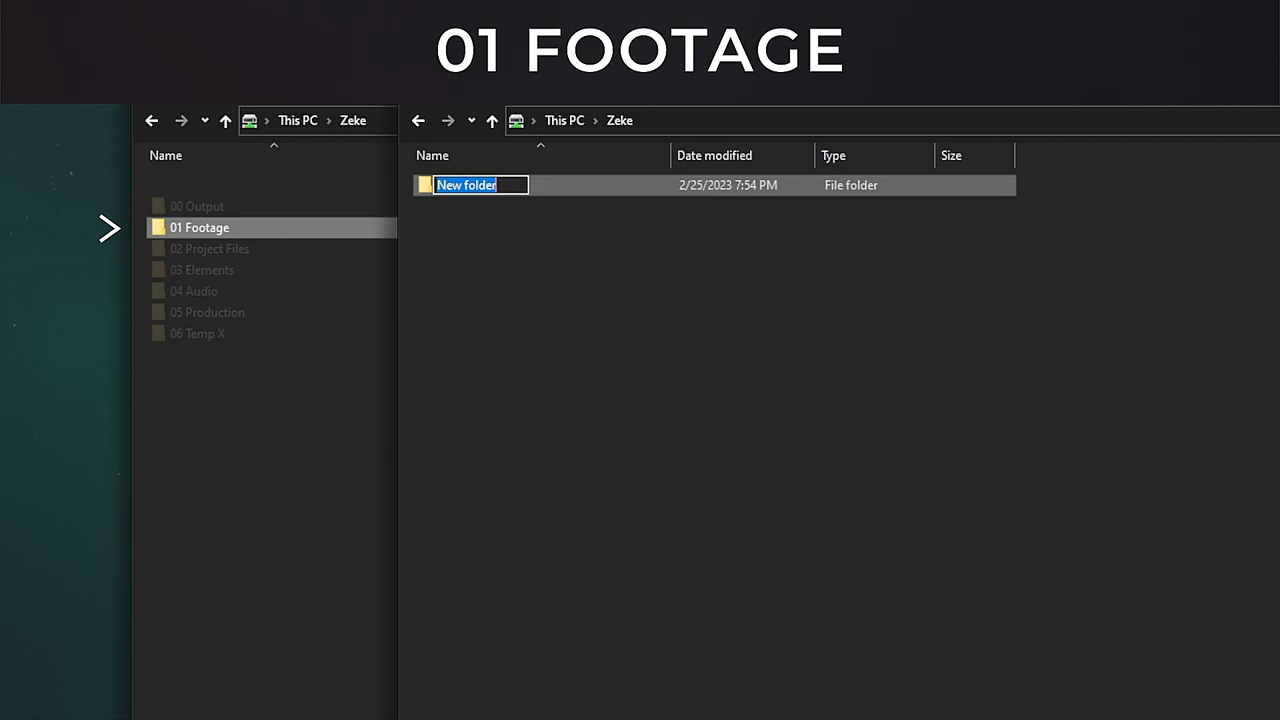 01 FOOTAGE
This PC > Zeke
Name
00 Output
01 Footage
02 Project Files
03 Elements
04 Audio
05 Production
06 Temp X
This PC > Zeke
Name Date modified Type Size
New folder 2/25/2023 7:54 PM File folder